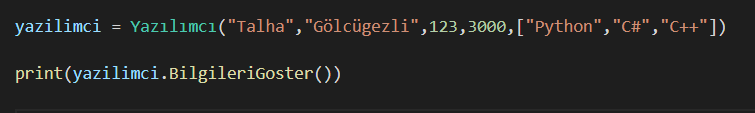 yazilimci = Yazılımcı("Talha","Gölcügezli",123,3000,["Python","C#","C++"])
print(yazilimci.BilgileriGoster())